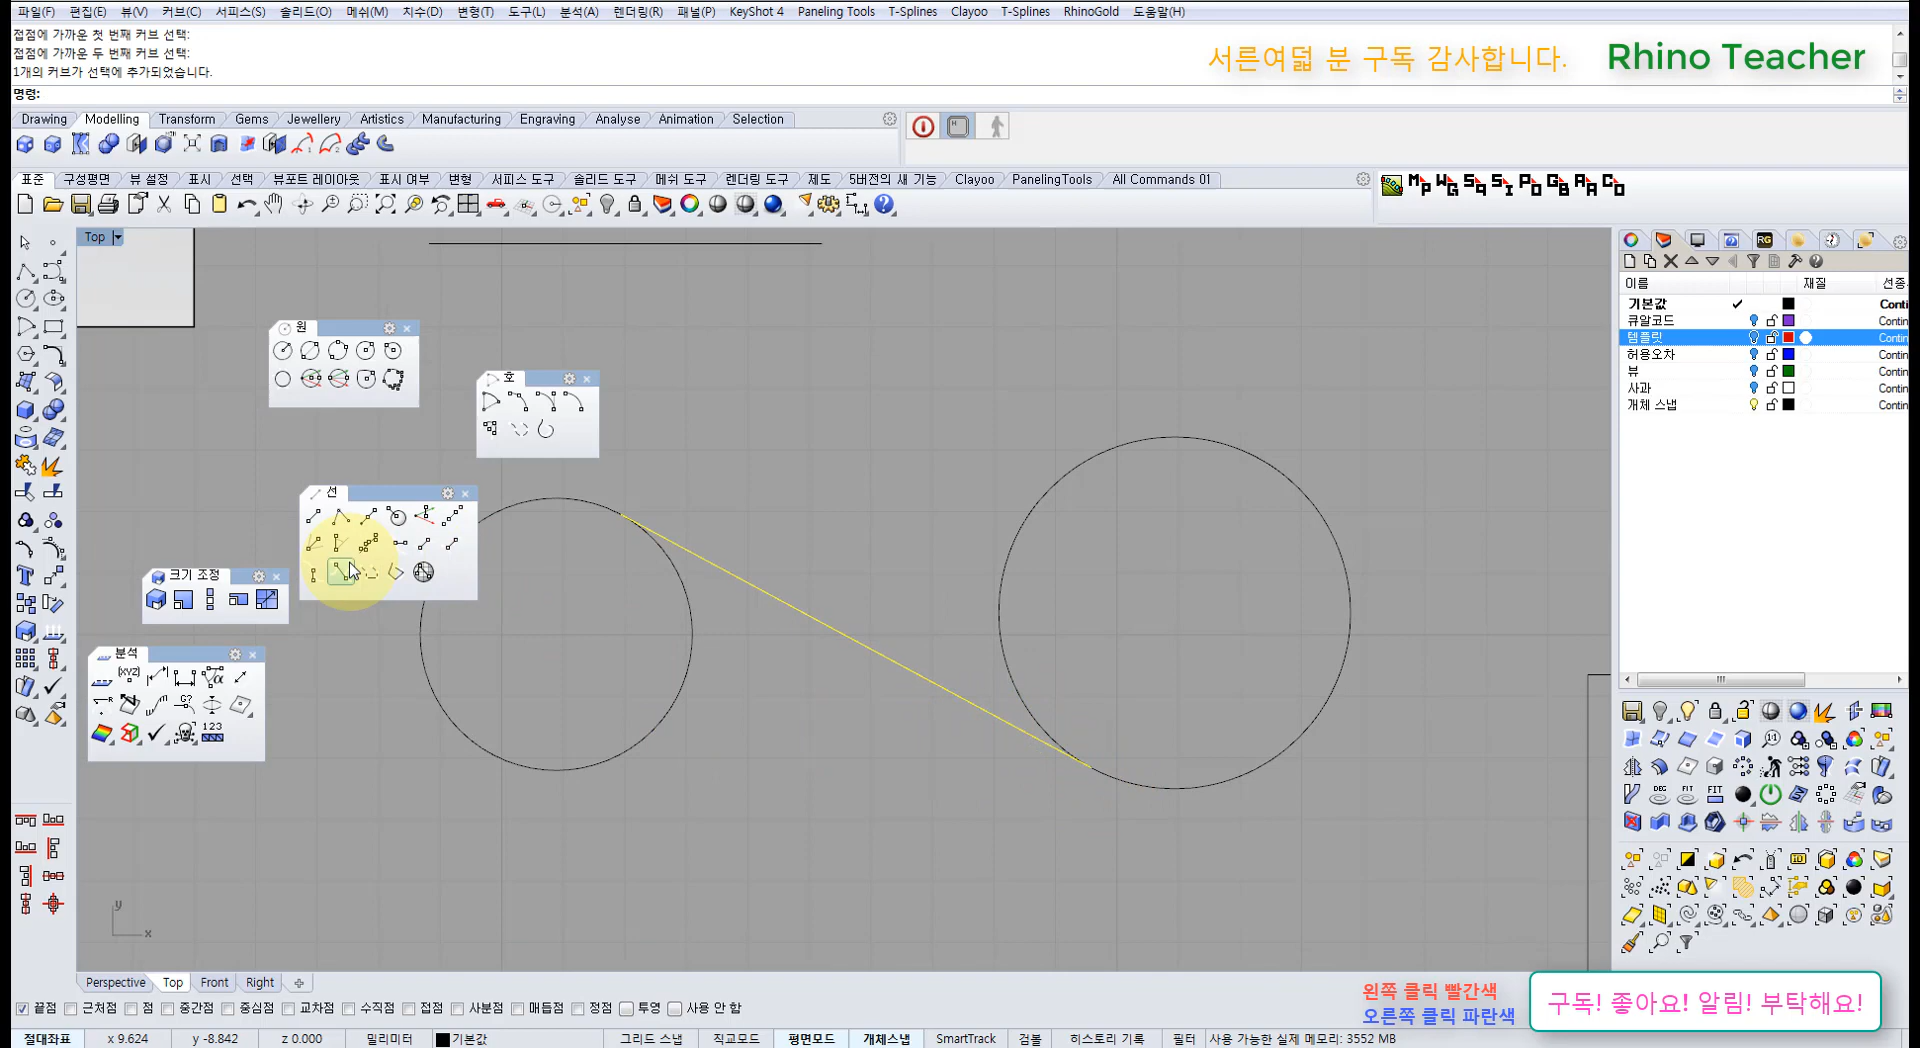 파일(F) 편집(E) 뷰(V) 커브(C) 서피스(S) 솔리드(O) 메쉬(M) 치수(D) 변형(T) 도구(L) 분석(A) 렌더링(R) 패널(P) KeyShot 4 Paneling Tools T-Splines Clayoo T-Splines RhinoGold 도움말(H)
접점에 가까운 첫 번째 커브 선택:
접점에 가까운 두 번째 커브 선택:
1개의 커브가 선택에 추가되었습니다.
명령:
서른여덟 분 구독 감사합니다. Rhino Teacher
Drawing Modelling Transform Gems Jewellery Artistics Manufacturing Engraving Analyse Animation Selection
표준 구성평면 뷰 설정 표시 선택 뷰포트 레이아웃 표시 여부 변형 서피스 도구 솔리드 도구 메쉬 도구 렌더링 도구 제도 5버전의 새 기능 Clayoo PanelingTools All Commands 01
Top
원
호
선
크기 조정
분석
이름 재질 선종
기본값 Conti
큐알코드 Contin
템플릿 Contin
허용오차 Contin
뷰 Contin
사과 Contin
개체 스냅 Contin
y
x
Perspective Top Front Right
끝점 근처점 점 중간점 중심점 교차점 수직점 접점 사분점 매듭점 정점 투영 사용 안 함
왼쪽 클릭 빨간색
오른쪽 클릭 파란색
구독! 좋아요! 알림! 부탁해요!
절대좌표 x 9.624 y -8.842 z 0.000 밀리미터 기본값 그리드 스냅 직교모드 평면모드 개체스냅 SmartTrack 검볼 히스토리 기록 필터 사용 가능한 실제 메모리: 3552 MB